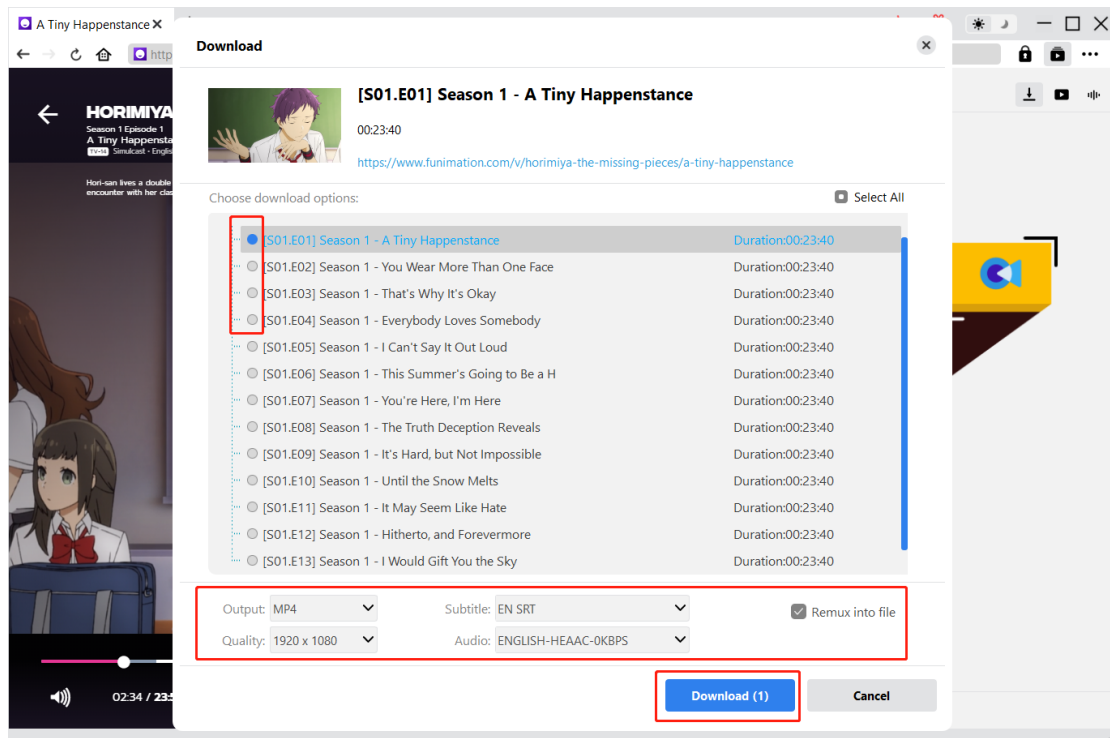 A Tiny Happenstance
http
HORIMIYA
Season 1 Episode 1
A Tiny Happensta
TV-14 Simulcast - Englis
Hori-san lives a double
encounter with her clas
02:34 / 23:5
Download
[S01.E01] Season 1 - A Tiny Happenstance
00:23:40
https://www.funimation.com/v/horimiya-the-missing-pieces/a-tiny-happenstance
Choose download options: Select All
[S01.E01] Season 1 - A Tiny Happenstance Duration:00:23:40
[S01.E02] Season 1 - You Wear More Than One Face Duration:00:23:40
[S01.E03] Season 1 - That's Why It's Okay Duration:00:23:40
[S01.E04] Season 1 - Everybody Loves Somebody Duration:00:23:40
[S01.E05] Season 1 - I Can't Say It Out Loud Duration:00:23:40
[S01.E06] Season 1 - This Summer's Going to Be a H Duration:00:23:40
[S01.E07] Season 1 - You're Here, I'm Here Duration:00:23:40
[S01.E08] Season 1 - The Truth Deception Reveals Duration:00:23:40
[S01.E09] Season 1 - It's Hard, but Not Impossible Duration:00:23:40
[S01.E10] Season 1 - Until the Snow Melts Duration:00:23:40
[S01.E11] Season 1 - It May Seem Like Hate Duration:00:23:40
[S01.E12] Season 1 - Hitherto, and Forevermore Duration:00:23:40
[S01.E13] Season 1 - I Would Gift You the Sky Duration:00:23:40
Output: MP4 Subtitle: EN SRT Remux into file
Quality: 1920 x 1080 Audio: ENGLISH-HEAAC-0KBPS
Download (1) Cancel